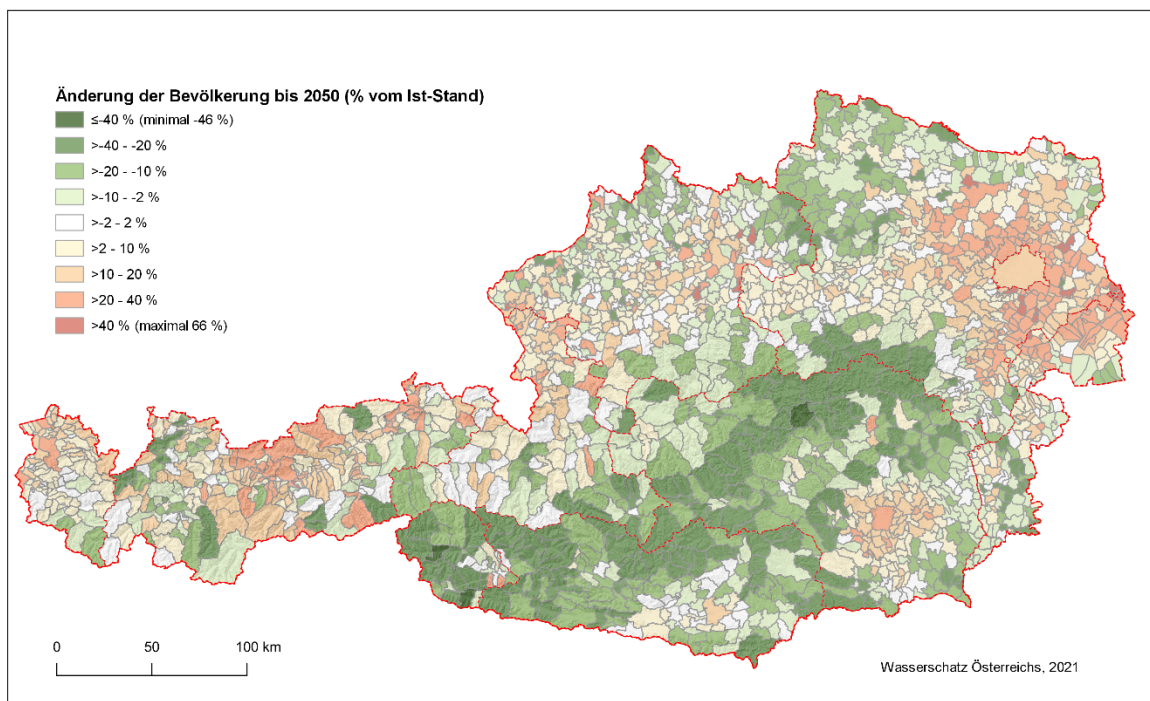 Änderung der Bevölkerung bis 2050 (% vom Ist-Stand)
≤-40 % (minimal -46 %)
>-40 - -20 %
>-20 - -10 %
>-10 - -2 %
>-2 - 2 %
>2 - 10 %
>10 - 20 %
>20 - 40 %
>40 % (maximal 66 %)
0 50 100 km
Wasserschatz Österreichs, 2021